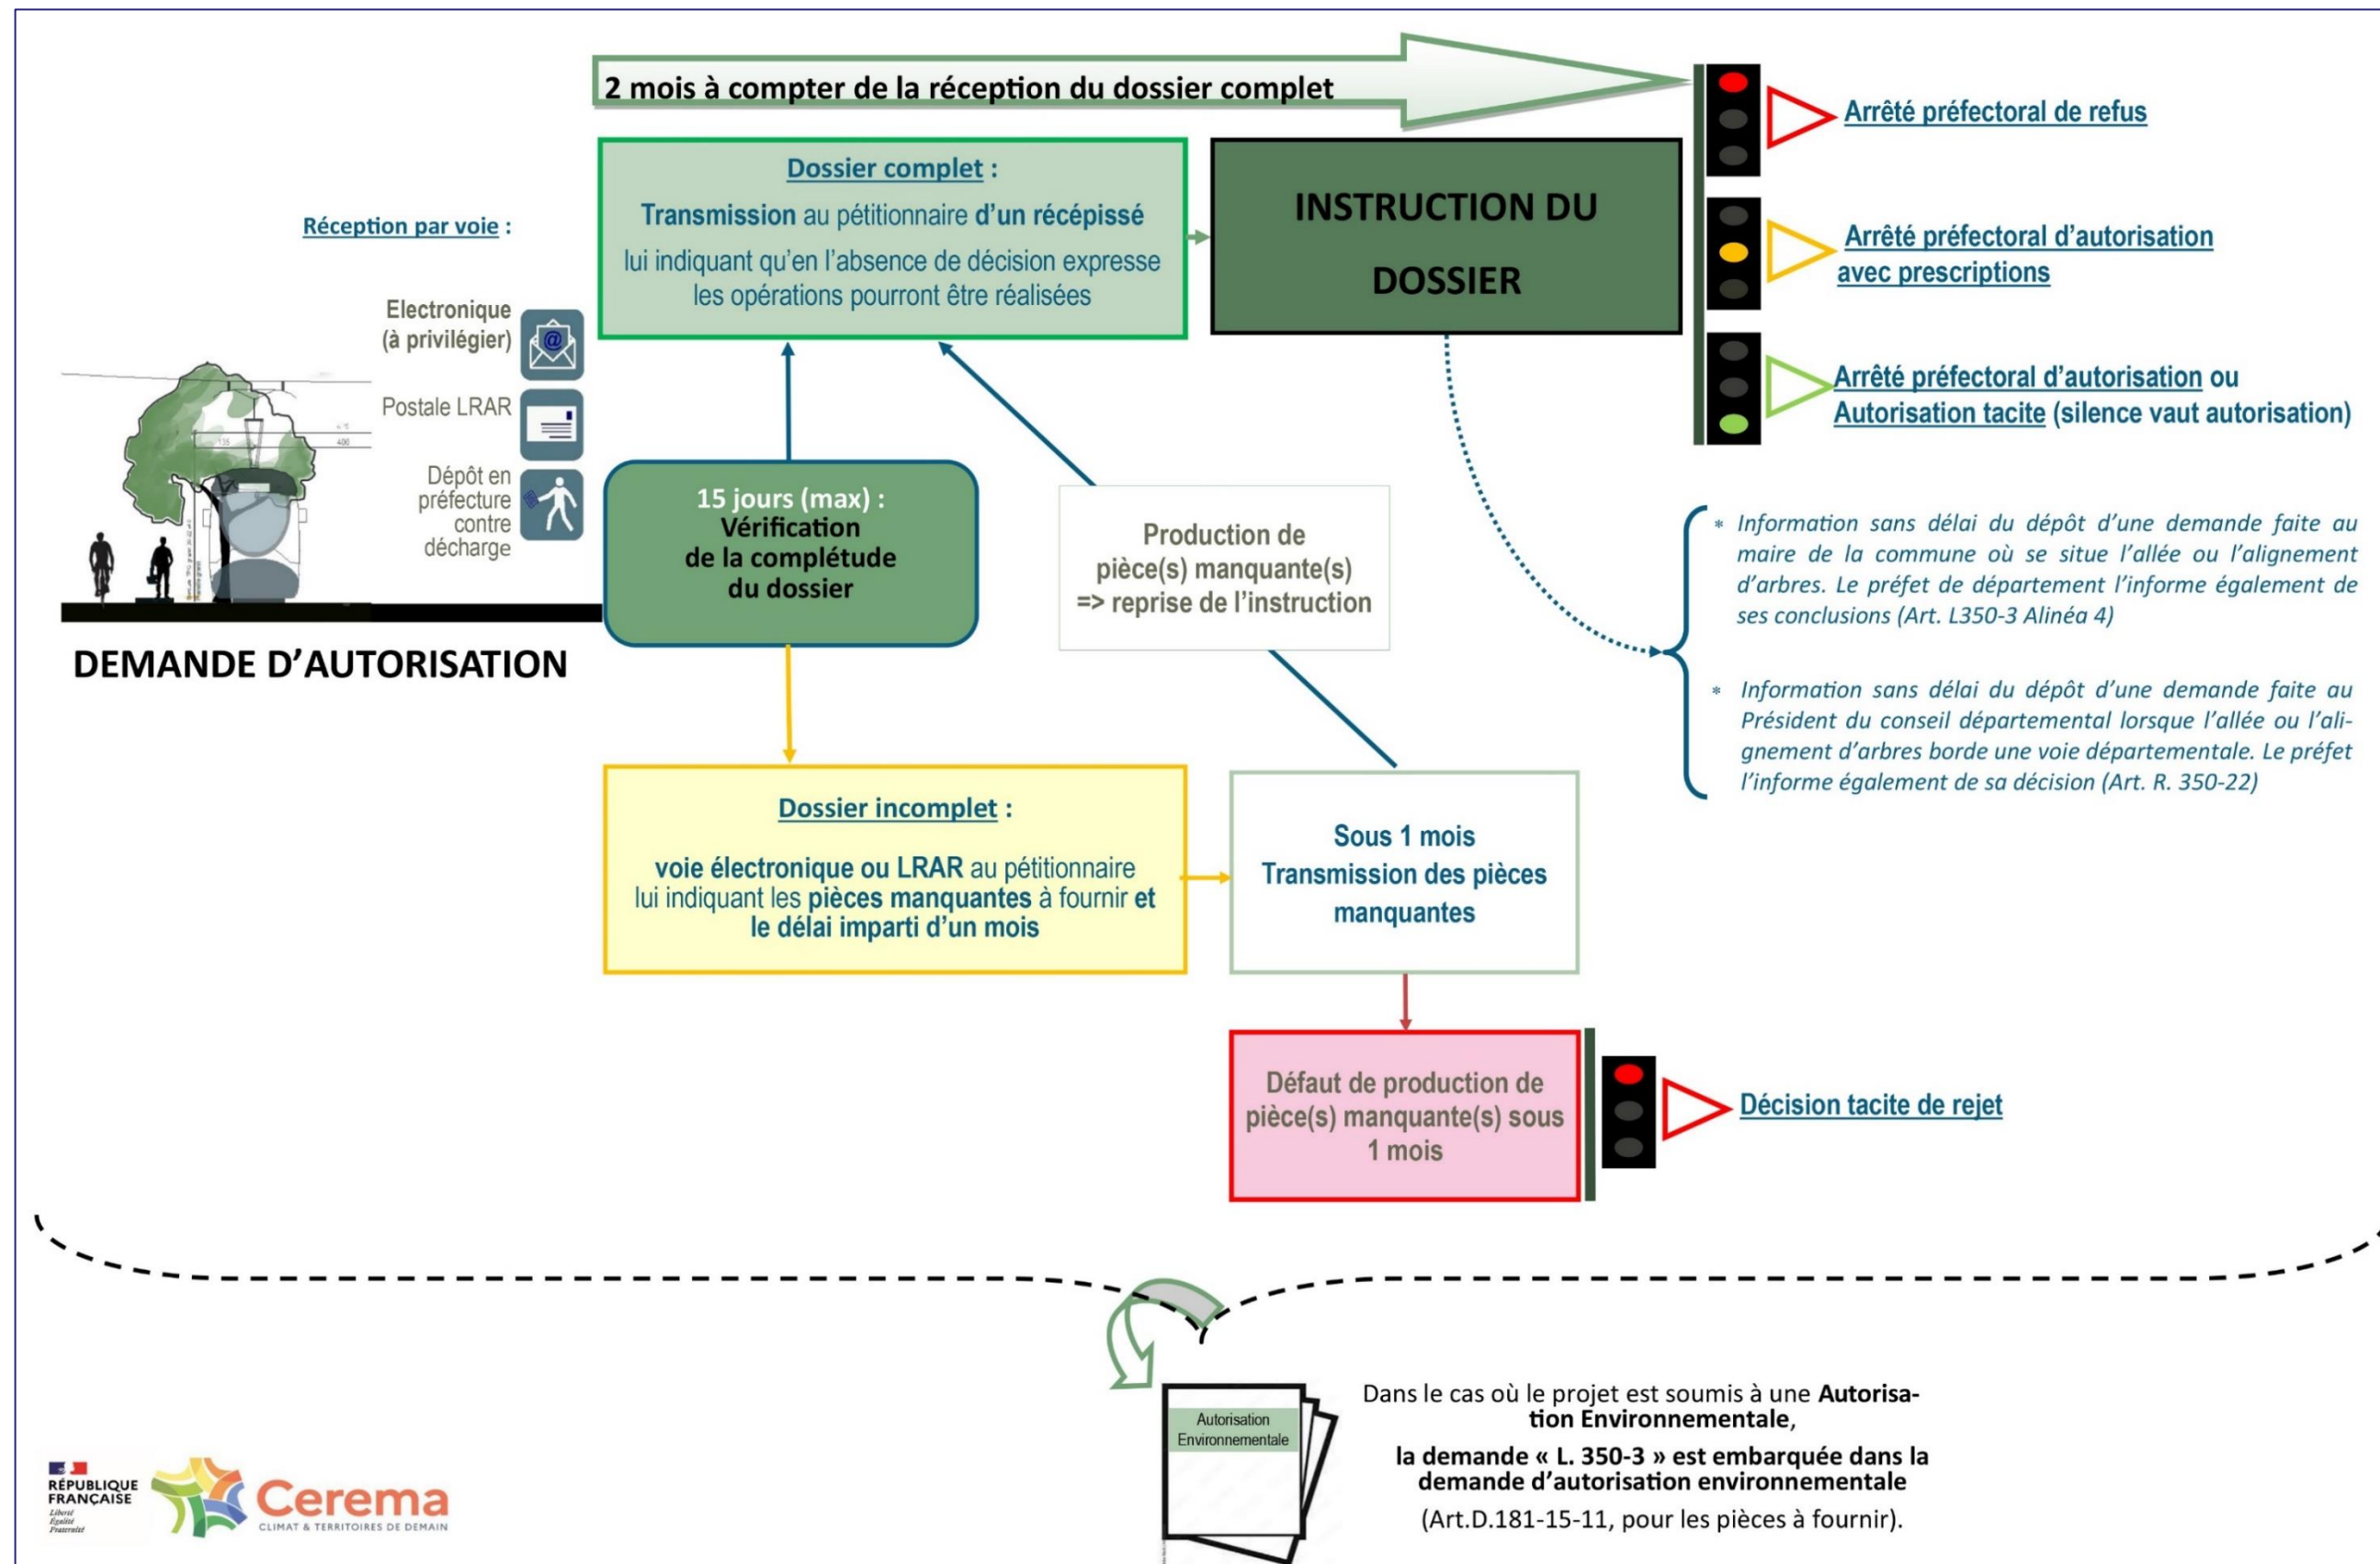 2 mois à compter de la réception du dossier complet
Réception par voie :
Electronique
(à privilégier)
@
Postale LRAR
Dépôt en
préfecture
contre
décharge
135
400
DEMANDE D’AUTORISATION
15 jours (max) :
Vérification
de la complétude
du dossier
Dossier complet :
Transmission au pétitionnaire d’un récépissé
lui indiquant qu’en l’absence de décision expresse
les opérations pourront être réalisées
INSTRUCTION DU
DOSSIER
Arrêté préfectoral de refus
Arrêté préfectoral d’autorisation
avec prescriptions
Arrêté préfectoral d’autorisation ou
Autorisation tacite (silence vaut autorisation)
Production de
pièce(s) manquante(s)
=> reprise de l’instruction
* Information sans délai du dépôt d’une demande faite au
maire de la commune où se situe l’allée ou l’alignement
d’arbres. Le préfet de département l’informe également de
ses conclusions (Art. L350-3 Alinéa 4)
* Information sans délai du dépôt d’une demande faite au
Président du conseil départemental lorsque l’allée ou l’ali-
gnement d’arbres borde une voie départementale. Le préfet
l’informe également de sa décision (Art. R. 350-22)
Dossier incomplet :
voie électronique ou LRAR au pétitionnaire
lui indiquant les pièces manquantes à fournir et
le délai imparti d’un mois
Sous 1 mois
Transmission des pièces
manquantes
Défaut de production de
pièce(s) manquante(s) sous
1 mois
Décision tacite de rejet
Autorisation
Environnementale
Dans le cas où le projet est soumis à une Autorisa-
tion Environnementale,
la demande « L. 350-3 » est embarquée dans la
demande d’autorisation environnementale
(Art.D.181-15-11, pour les pièces à fournir).
RÉPUBLIQUE
FRANÇAISE
Liberté
Égalité
Fraternité
Cerema
CLIMAT & TERRITOIRES DE DEMAIN